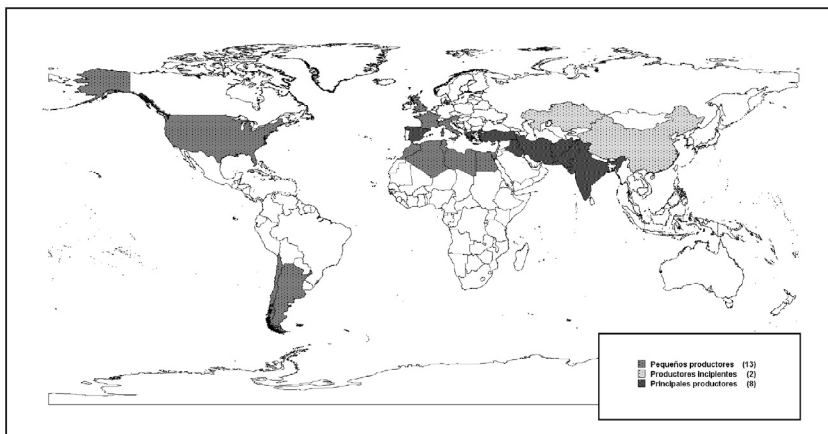 Pequeños productores (13)
Productores Incipientes (2)
Principales productores (8)